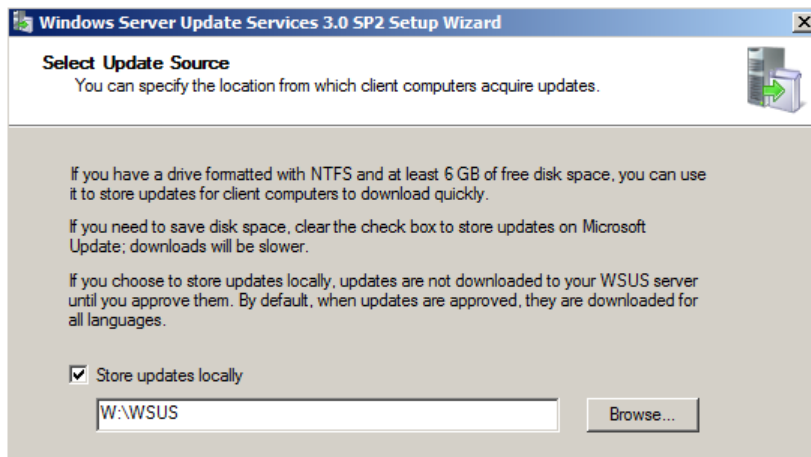 Windows Server Update Services 3.0 SP2 Setup Wizard
Select Update Source
You can specify the location from which client computers acquire updates.
If you have a drive formatted with NTFS and at least 6 GB of free disk space, you can use
it to store updates for client computers to download quickly.
If you need to save disk space, clear the check box to store updates on Microsoft
Update; downloads will be slower.
If you choose to store updates locally, updates are not downloaded to your WSUS server
until you approve them. By default, when updates are approved, they are downloaded for
all languages.
Store updates locally
W:\WSUS
Browse...